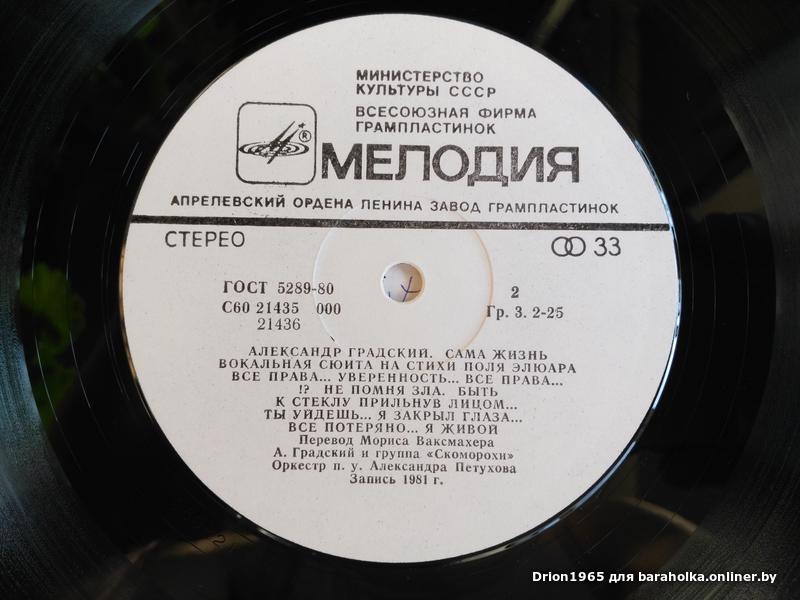 МИНИСТЕРСТВО
КУЛЬТУРЫ СССР
ВСЕСОЮЗНАЯ ФИРМА
ГРАМПЛАСТИНОК
®
МЕЛОДИЯ
АПРЕЛЕВСКИЙ ОРДЕНА ЛЕНИНА ЗАВОД ГРАМПЛАСТИНОК
СТЕРЕО
33
ГОСТ 5289-80
2
С60 21435 000
Гр. 3. 2-25
21436
АЛЕКСАНДР ГРАДСКИЙ. САМА ЖИЗНЬ
ВОКАЛЬНАЯ СЮИТА НА СТИХИ ПОЛЯ ЭЛЮАРА
ВСЕ ПРАВА... УВЕРЕННОСТЬ... ВСЕ ПРАВА...
!? НЕ ПОМНЯ ЗЛА. БЫТЬ
К СТЕКЛУ ПРИЛЬНУВ ЛИЦОМ...
ТЫ УЙДЕШЬ... Я ЗАКРЫЛ ГЛАЗА...
ВСЕ ПОТЕРЯНО... Я ЖИВОЙ
Перевод Мориса Ваксмахера
А. Градский и группа «Скоморохи»
Оркестр п. у. Александра Петухова
Запись 1981 г.
Drion1965 для baraholka.onliner.by